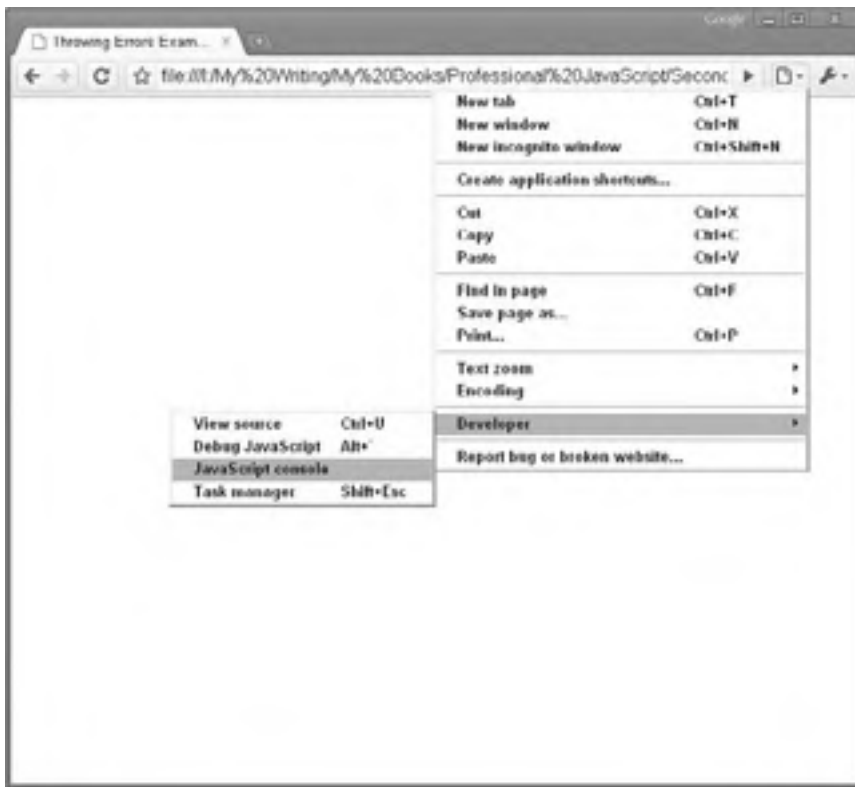 Google
Throwing Errors Exam...
file:///I:/My%20Writing/My%20Books/Professional%20JavaScript/Second
New tab Ctrl+T
New window Ctrl+N
New incognito window Ctrl+Shift+N
Create application shortcuts...
Cut Ctrl+X
Copy Ctrl+C
Paste Ctrl+V
Find in page Ctrl+F
Save page as...
Print... Ctrl+P
Text zoom
Encoding
Developer
Report bug or broken website...
View source Ctrl+U
Debug JavaScript Alt+`
JavaScript console
Task manager Shift+Esc